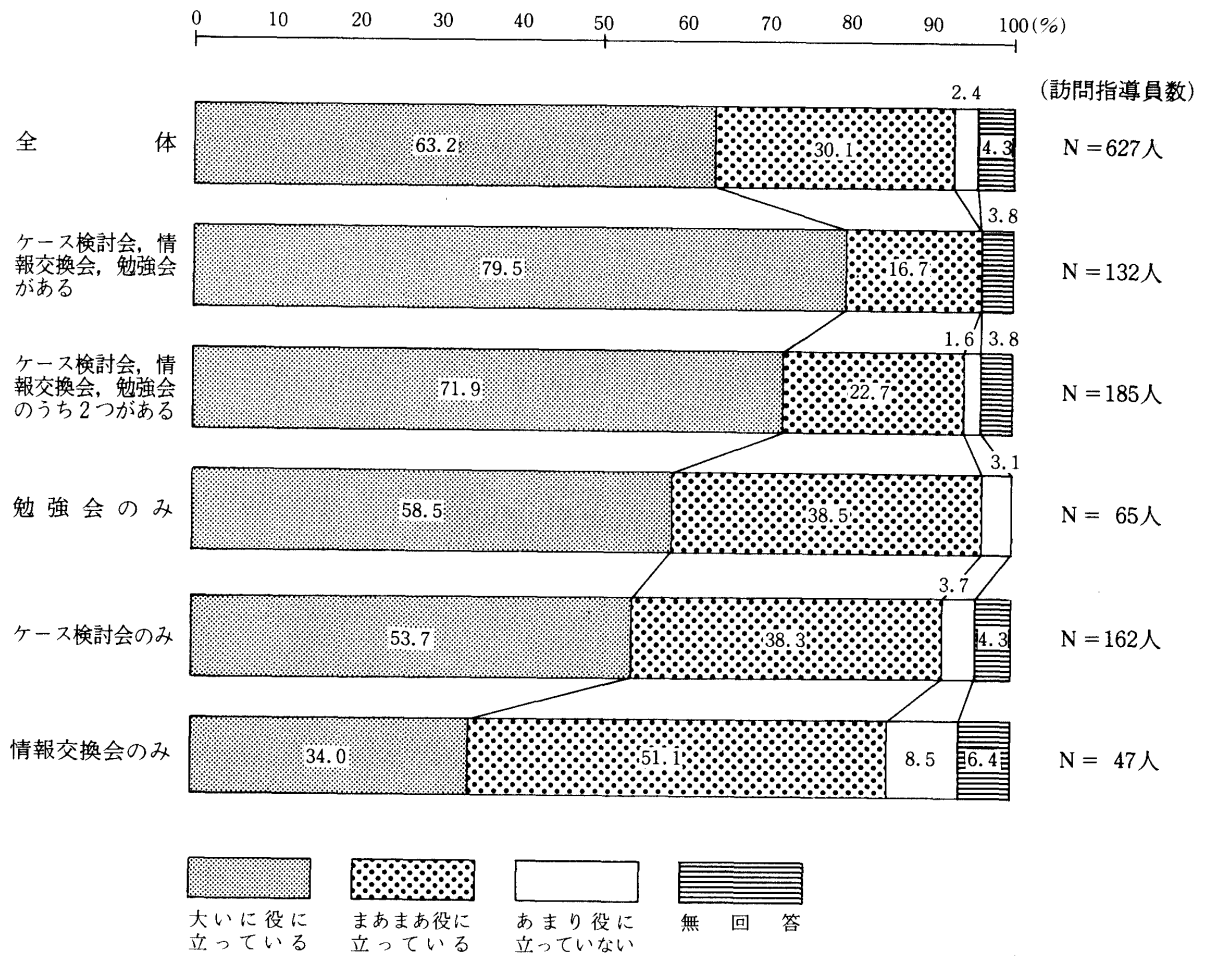 0 10 20 30 40 50 60 70 80 90 100(%)
(訪問指導員数)
2.4
全体 63.2 30.1 4.3 N=627人
3.8
ケース検討会,情
報交換会,勉強会
がある
79.5 16.7 N=132人
1.6 3.8
ケース検討会,情
報交換会,勉強会
のうち2つがある
71.9 22.7 N=185人
3.1
勉強会のみ 58.5 38.5 N= 65人
3.7
ケース検討会のみ 53.7 38.3 4.3 N=162人
情報交換会のみ 34.0 51.1 8.5 6.4 N= 47人
大いに役に
立っている
まあまあ役に
立っている
あまり役に
立っていない
無回答